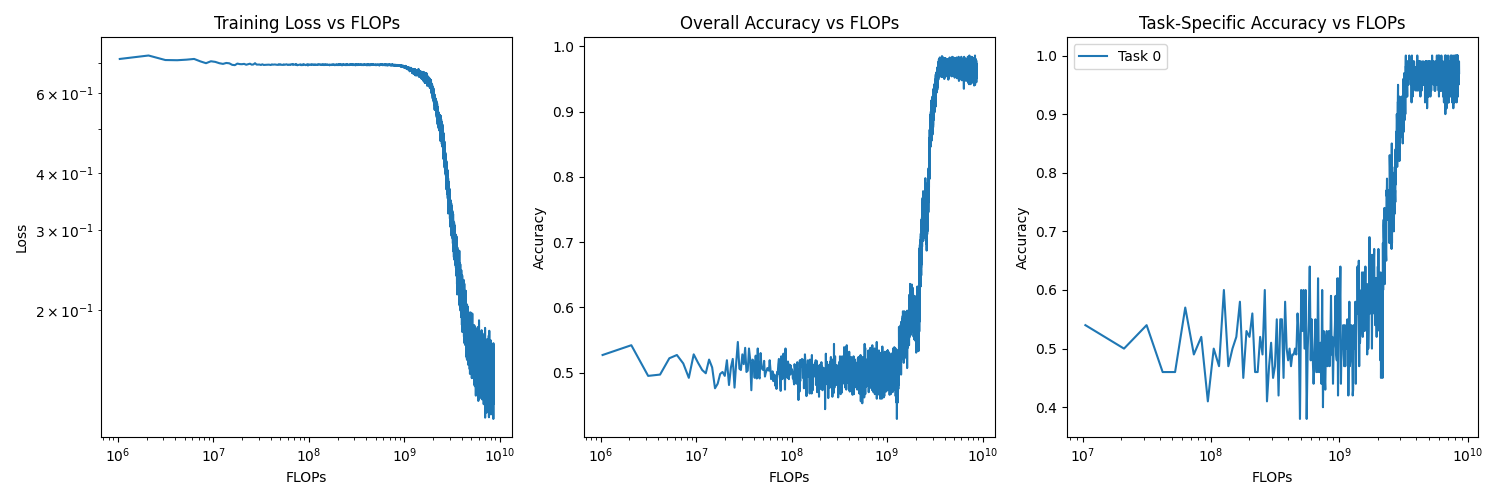 Training Loss vs FLOPs
Loss
6 × 10⁻¹
4 × 10⁻¹
3 × 10⁻¹
2 × 10⁻¹
10⁶ 10⁷ 10⁸ 10⁹ 10¹⁰
FLOPs
Overall Accuracy vs FLOPs
Accuracy
1.0
0.9
0.8
0.7
0.6
0.5
10⁶ 10⁷ 10⁸ 10⁹ 10¹⁰
FLOPs
Task-Specific Accuracy vs FLOPs
Task 0
Accuracy
1.0
0.9
0.8
0.7
0.6
0.5
0.4
10⁷ 10⁸ 10⁹ 10¹⁰
FLOPs